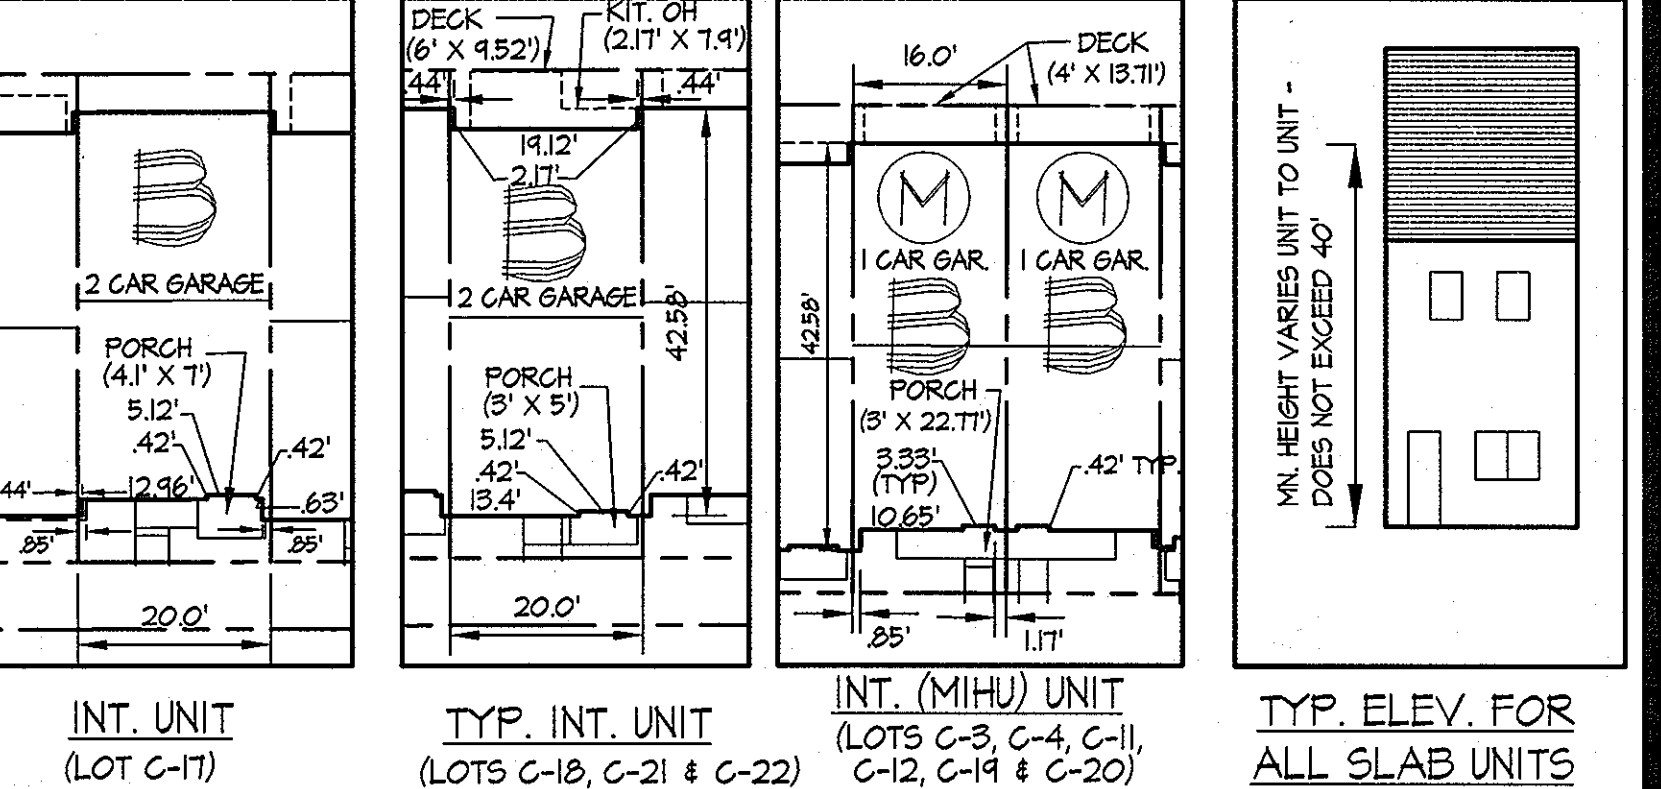 B
2 CAR GARAGE
PORCH
(4.1' X 7')
5.12'
.42'
.42'
.44'
12.96'
.63'
.85'
.85'
20.0'
INT. UNIT
(LOT C-17)
DECK
(6' X 9.52')
KIT. OH
(2.17' X 7.9')
.44'
.44'
19.12'
2.17'
B
2 CAR GARAGE
42.58'
PORCH
(3' X 5')
5.12'
.42'
.42'
13.4'
20.0'
TYP. INT. UNIT
(LOTS C-18, C-21 & C-22)
16.0'
DECK
(4' X 13.71')
M
M
1 CAR GAR.
1 CAR GAR.
B
B
42.58'
PORCH
(3' X 22.77')
3.33'
(TYP)
.42' TYP.
10.65'
.85'
1.17'
INT. (MIHU) UNIT
(LOTS C-3, C-4, C-11,
C-12, C-19 & C-20)
MN. HEIGHT VARIES UNIT TO UNIT -
DOES NOT EXCEED 40'
TYP. ELEV. FOR
ALL SLAB UNITS